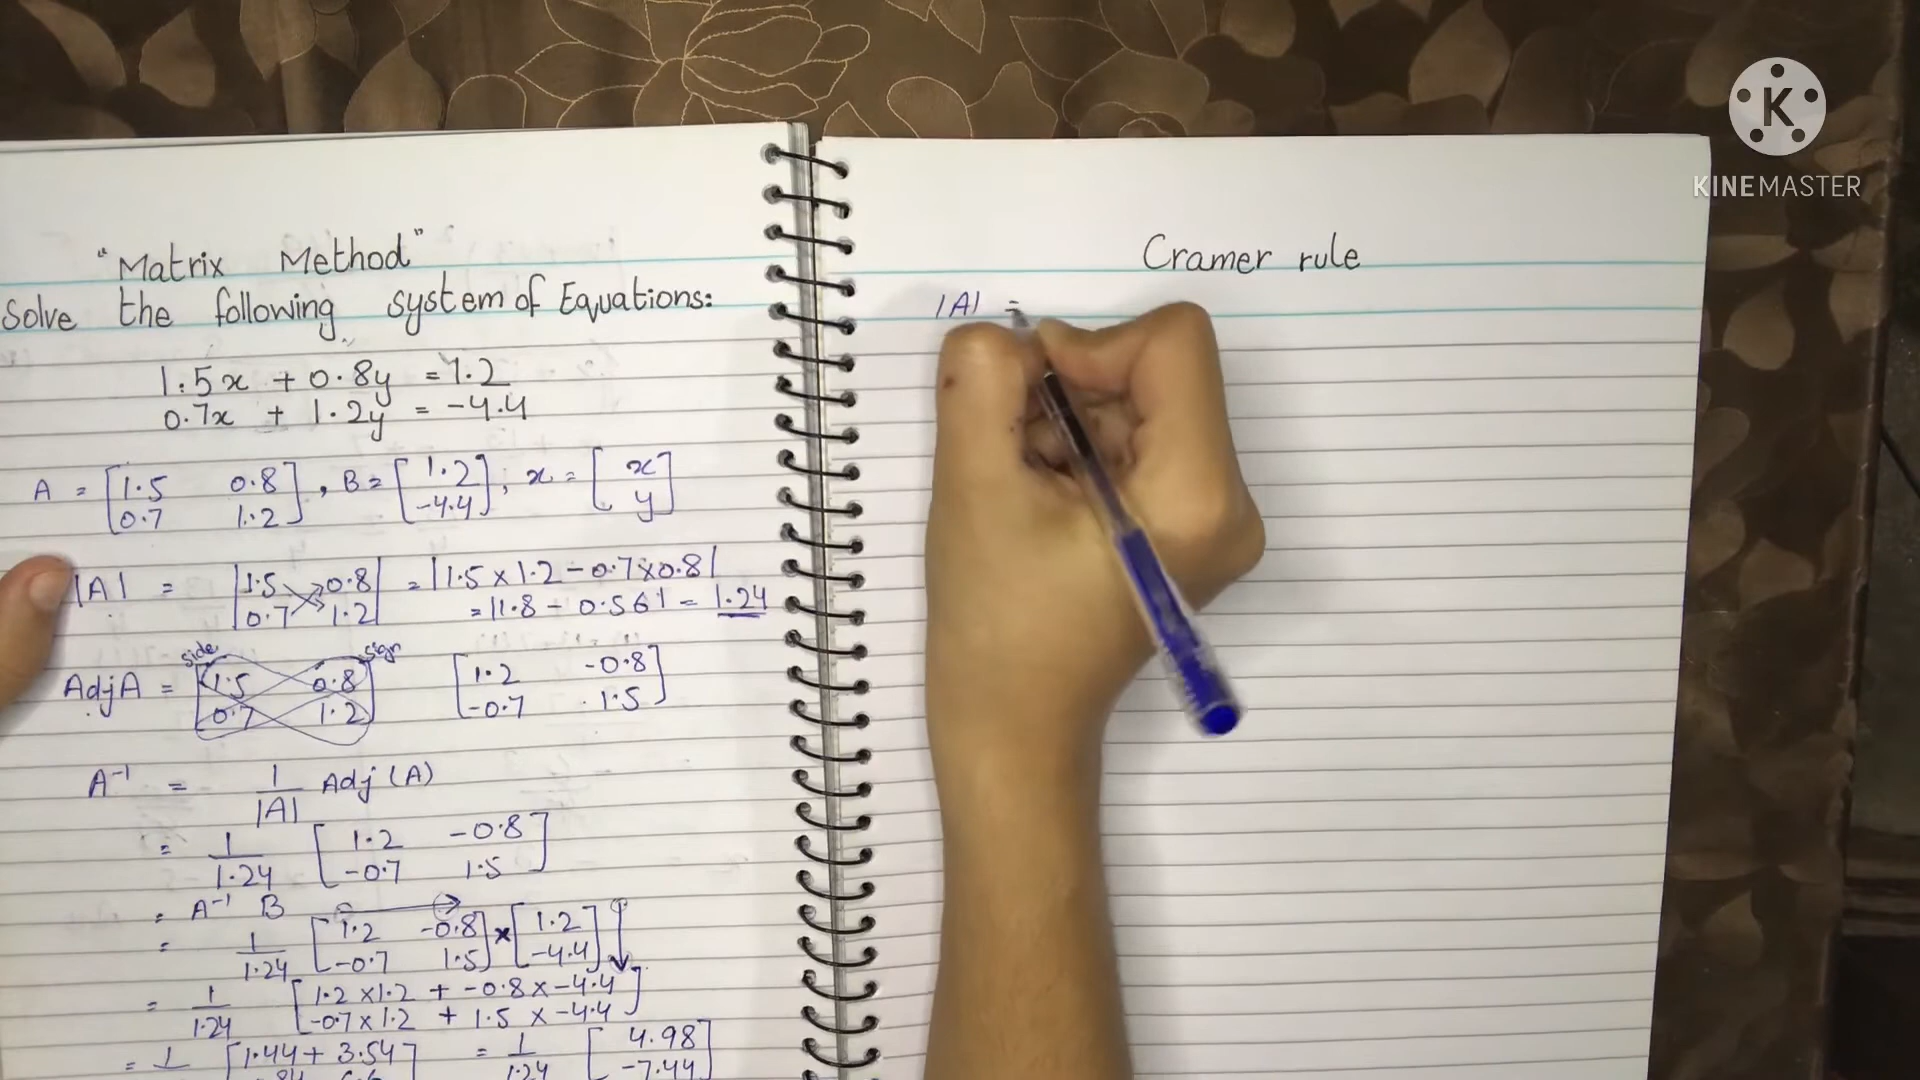 "Matrix Method"
Solve the following system of Equations:
1.5x + 0.8y = 1.2
0.7x + 1.2y = -4.4
A = [1.5 0.8 , B = [1.2 ; x = [x
0.7 1.2] -4.4] y]
|A| = |1.5 0.8| = |1.5 x 1.2 - 0.7 x 0.8|
|0.7 1.2| = |1.8 - 0.56| = 1.24
side sign
AdjA = [1.5 0.8 [1.2 -0.8
0.7 1.2] -0.7 1.5]
A⁻¹ = 1/|A| Adj (A)
= 1/1.24 [1.2 -0.8
-0.7 1.5]
= A⁻¹ B
= 1/1.24 [1.2 -0.8 x [1.2
-0.7 1.5] -4.4]
= 1/1.24 [1.2 x 1.2 + -0.8 x -4.4
-0.7 x 1.2 + 1.5 x -4.4]
= 1 [1.44 + 3.54] = 1/1.24 [4.98
-7.44]
Cramer rule
|A| =
K
KINEMASTER